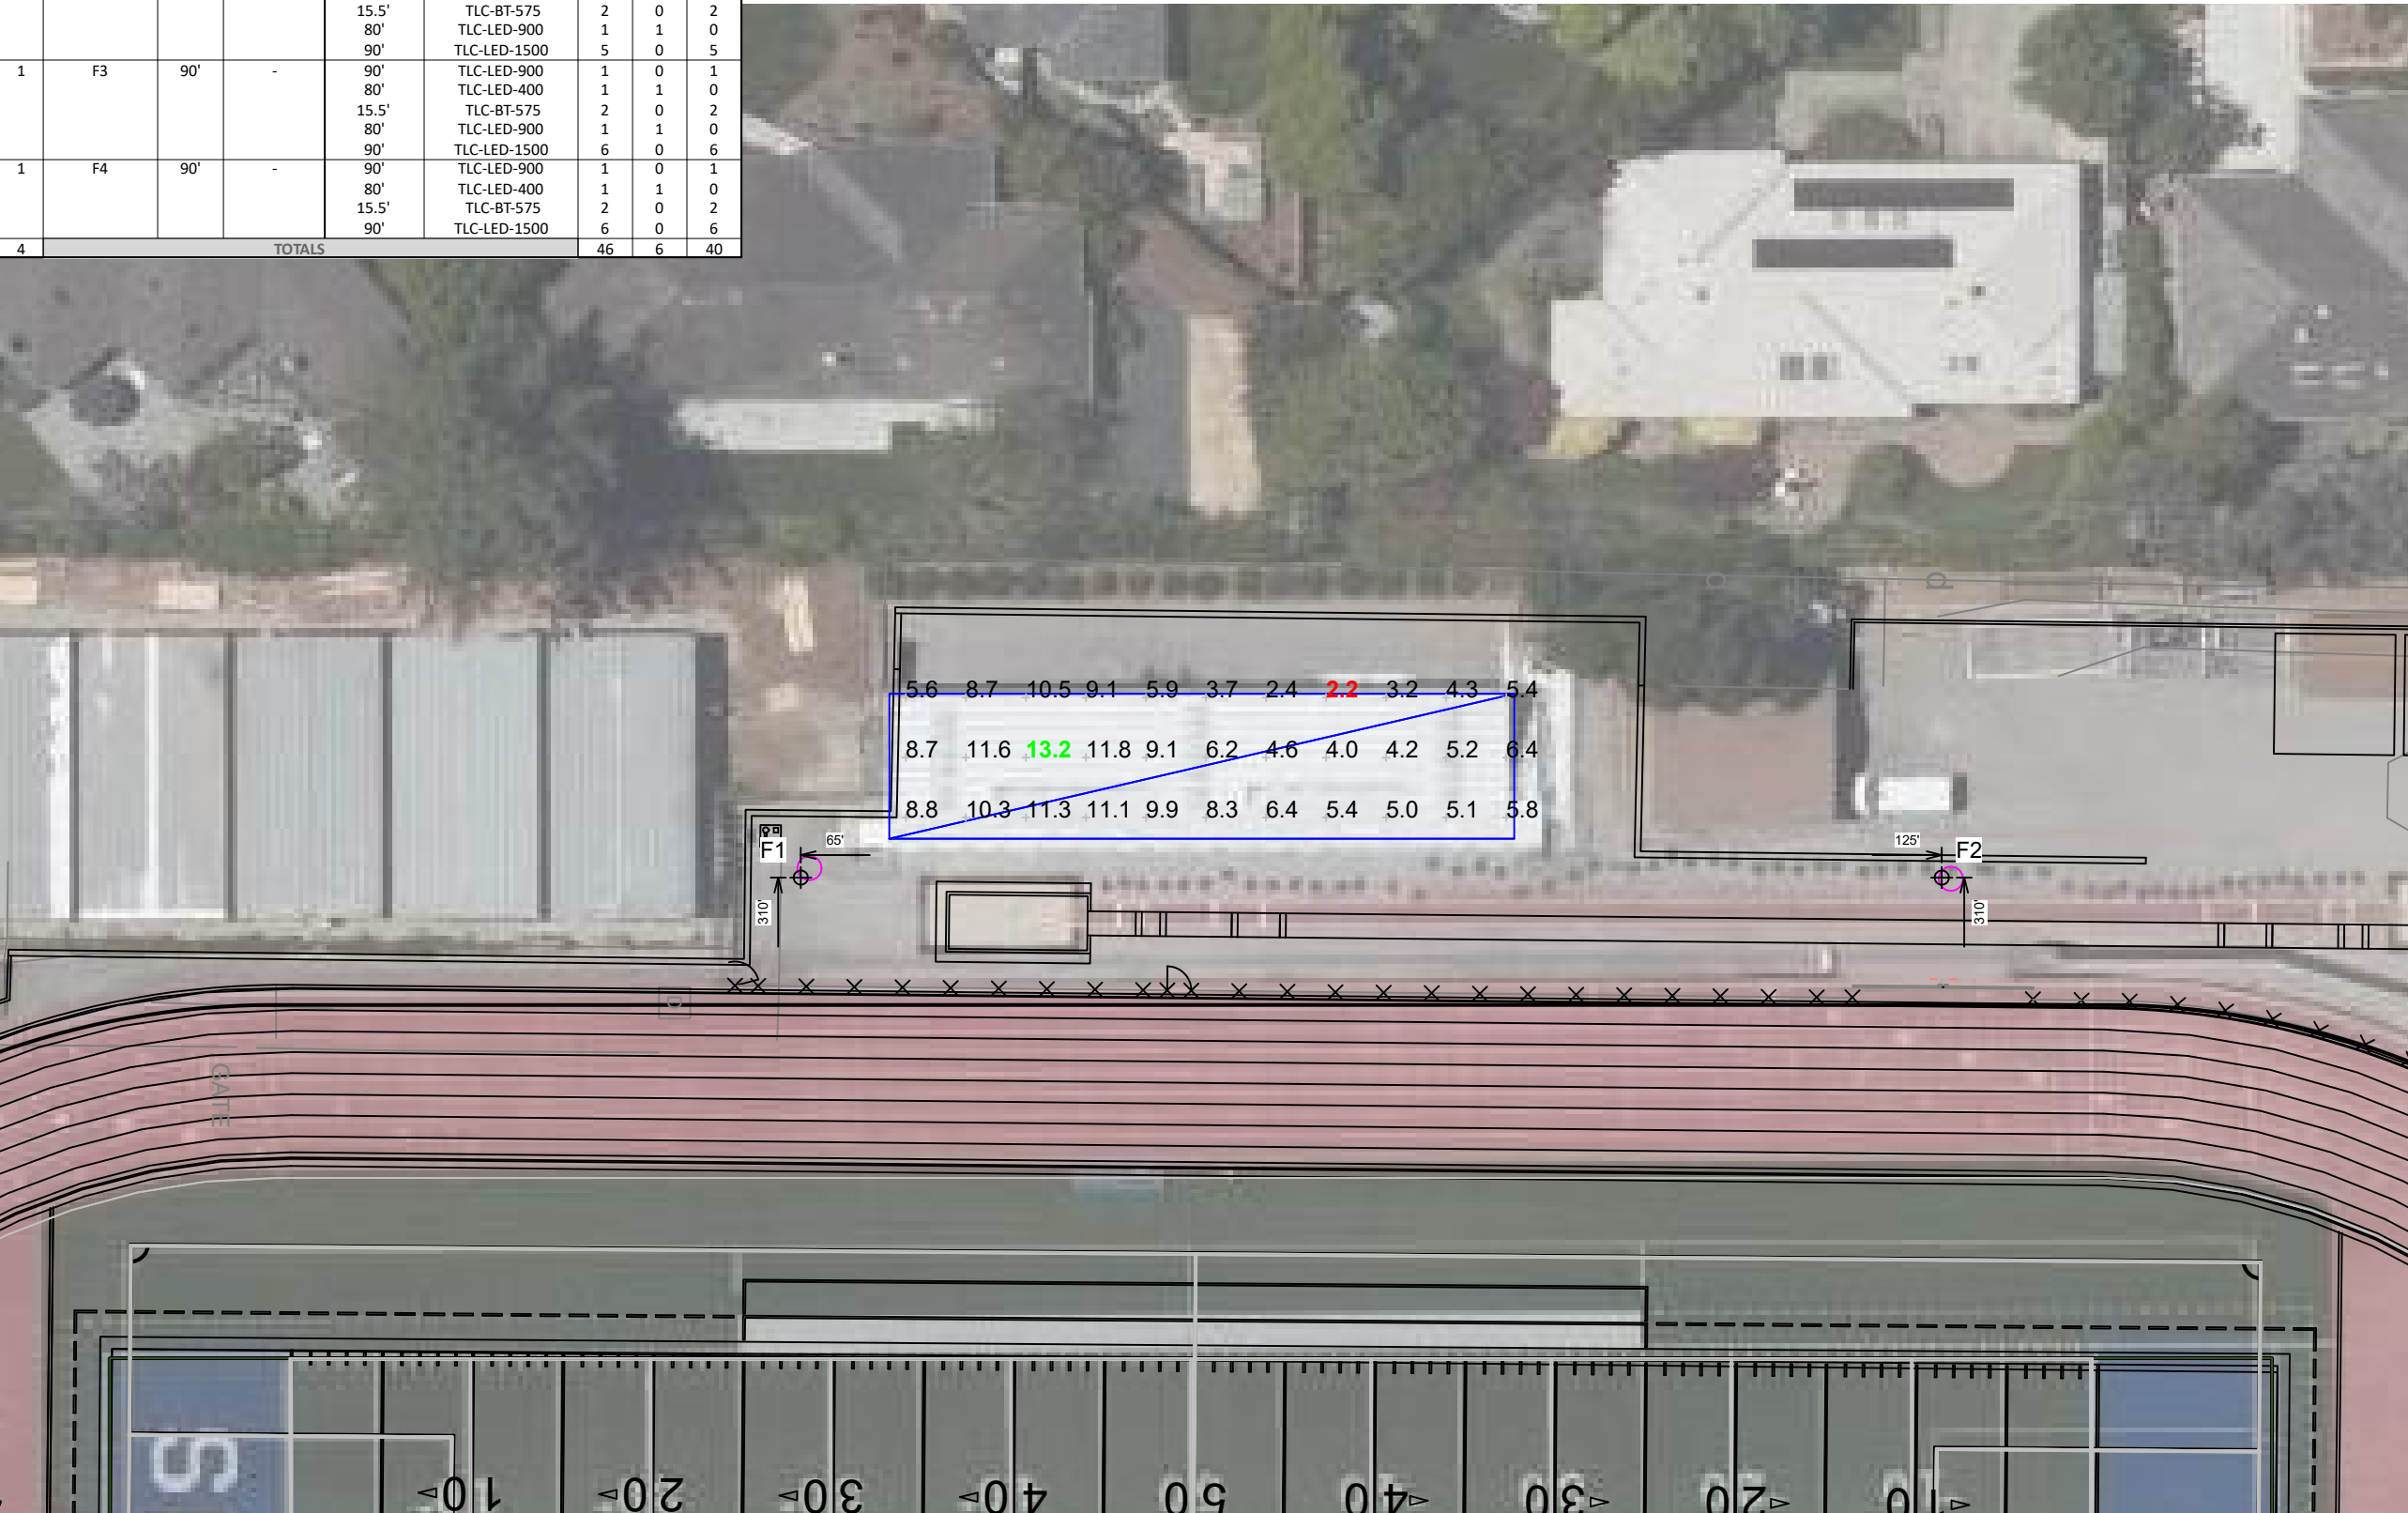 15.5' TLC-BT-575 2 0 2
80' TLC-LED-900 1 1 0
90' TLC-LED-1500 5 0 5
1 F3 90' - 90' TLC-LED-900 1 0 1
80' TLC-LED-400 1 1 0
15.5' TLC-BT-575 2 0 2
80' TLC-LED-900 1 1 0
90' TLC-LED-1500 6 0 6
1 F4 90' - 90' TLC-LED-900 1 0 1
80' TLC-LED-400 1 1 0
15.5' TLC-BT-575 2 0 2
90' TLC-LED-1500 6 0 6
4 TOTALS 46 6 40
5.6 8.7 10.5 9.1 5.9 3.7 2.4 2.2 3.2 4.3 5.4
8.7 11.6 13.2 11.8 9.1 6.2 4.6 4.0 4.2 5.2 6.4
8.8 10.3 11.3 11.1 9.9 8.3 6.4 5.4 5.0 5.1 5.8
F1 65'
125' F2
310'
310'
D
GATE
S
10 20 30 40 50 40 30 20 10